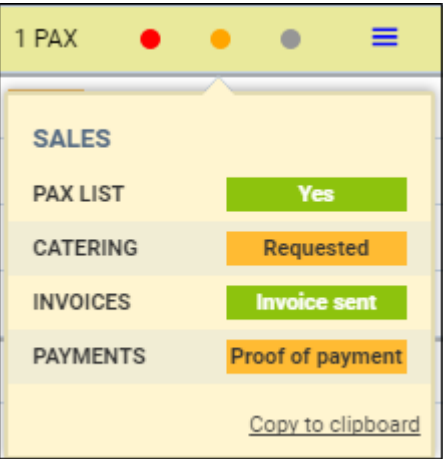 1 PAX
SALES
PAX LIST Yes
CATERING Requested
INVOICES Invoice sent
PAYMENTS Proof of payment
Copy to clipboard